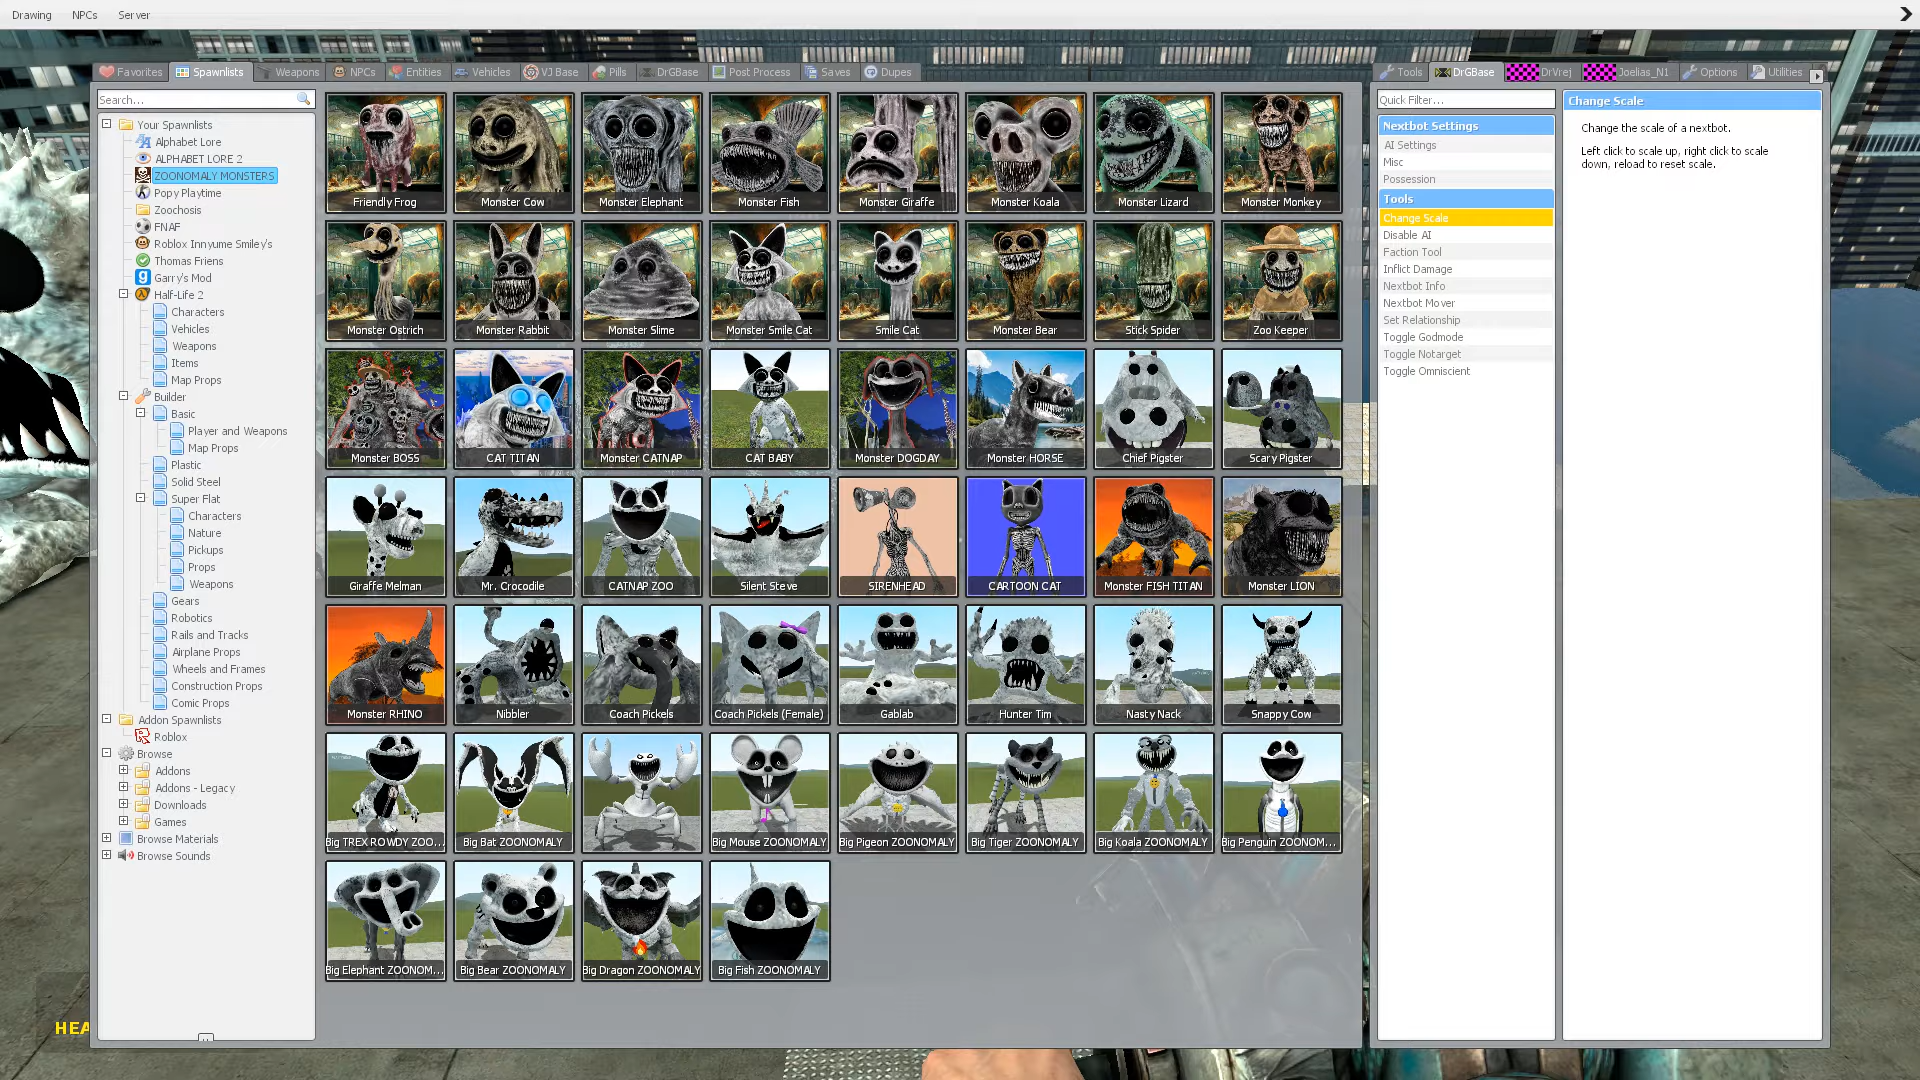 Drawing NPCs Server
Favorites Spawnlists Weapons NPCs Entities Vehicles VJ Base Pills DrGBase Post Process Saves Dupes
Search...
Your Spawnlists
Alphabet Lore
ALPHABET LORE 2
ZOONOMALY MONSTERS
Popy Playtime
Zoochosis
FNAF
Roblox Innyume Smiley's
Thomas Friens
Garry's Mod
Half-Life 2
Characters
Vehicles
Weapons
Items
Map Props
Builder
Basic
Player and Weapons
Map Props
Plastic
Solid Steel
Super Flat
Characters
Nature
Pickups
Props
Weapons
Gears
Robotics
Rails and Tracks
Airplane Props
Wheels and Frames
Construction Props
Comic Props
Addon Spawnlists
Roblox
Browse
Addons
Addons - Legacy
Downloads
Games
Browse Materials
Browse Sounds
HEA
Friendly Frog Monster Cow Monster Elephant Monster Fish Monster Giraffe Monster Koala Monster Lizard Monster Monkey
Monster Ostrich Monster Rabbit Monster Slime Monster Smile Cat Smile Cat Monster Bear Stick Spider Zoo Keeper
Monster BOSS CAT TITAN Monster CATNAP CAT BABY Monster DOGDAY Monster HORSE Chief Pigster Scary Pigster
Giraffe Melman Mr. Crocodile CATNAP ZOO Silent Steve SIRENHEAD CARTOON CAT Monster FISH TITAN Monster LION
Monster RHINO Nibbler Coach Pickels Coach Pickels (Female) Gablab Hunter Tim Nasty Nack Snappy Cow
Big TREX ROWDY ZOO... Big Bat ZOONOMALY Big Mouse ZOONOMALY Big Pigeon ZOONOMALY Big Tiger ZOONOMALY Big Koala ZOONOMALY Big Penguin ZOONOM...
Big Elephant ZOONOM... Big Bear ZOONOMALY Big Dragon ZOONOMALY Big Fish ZOONOMALY
Tools DrGBase DrVrej Joelias_N1 Options Utilities
Quick Filter...
Nextbot Settings
AI Settings
Misc
Possession
Tools
Change Scale
Disable AI
Faction Tool
Inflict Damage
Nextbot Info
Nextbot Mover
Set Relationship
Toggle Godmode
Toggle Notarget
Toggle Omniscient
Change Scale
Change the scale of a nextbot.
Left click to scale up, right click to scale
down, reload to reset scale.